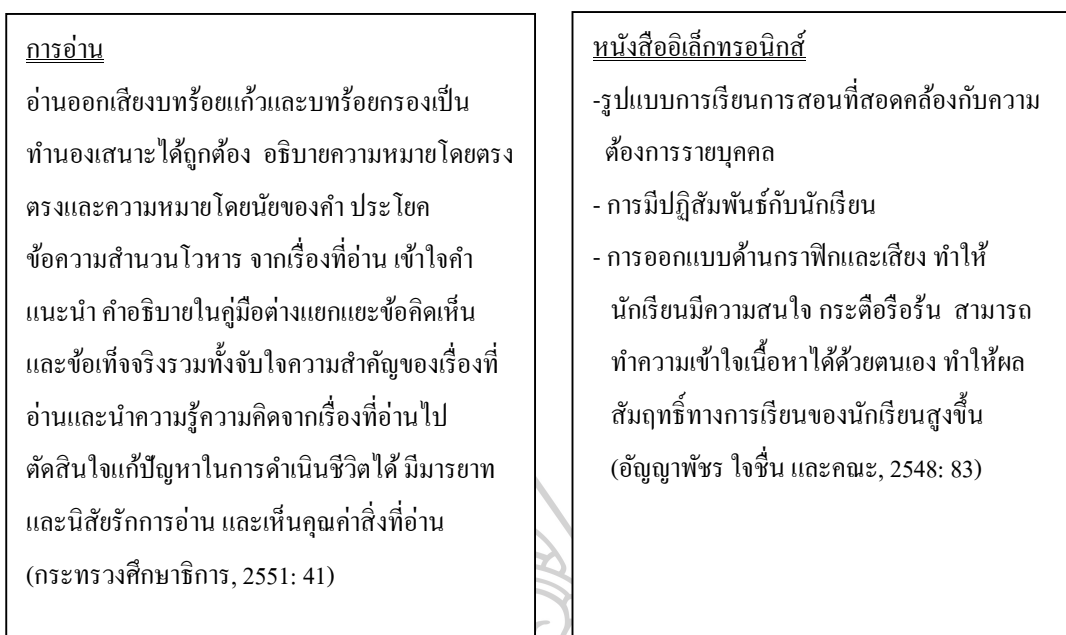 การอ่าน
อ่านออกเสียงบทร้อยแก้วและบทร้อยกรองเป็น
ทำนองเสนาะได้ถูกต้อง อธิบายความหมายโดยตรง
ตรงและความหมายโดยนัยของคำ ประโยค
ข้อความสำนวนโวหาร จากเรื่องที่อ่าน เข้าใจคำ
แนะนำ คำอธิบายในคู่มือต่างแยกแยะข้อคิดเห็น
และข้อเท็จจริงรวมทั้งจับใจความสำคัญของเรื่องที่
อ่านและนำความรู้ความคิดจากเรื่องที่อ่านไป
ตัดสินใจแก้ปัญหาในการดำเนินชีวิตได้ มีมารยาท
และนิสัยรักการอ่าน และเห็นคุณค่าสิ่งที่อ่าน
(กระทรวงศึกษาธิการ, 2551: 41)
หนังสืออิเล็กทรอนิกส์
-รูปแบบการเรียนการสอนที่สอดคล้องกับความ
ต้องการรายบุคคล
- การมีปฏิสัมพันธ์กับนักเรียน
- การออกแบบด้านกราฟิกและเสียง ทำให้
นักเรียนมีความสนใจ กระตือรือร้น สามารถ
ทำความเข้าใจเนื้อหาได้ด้วยตนเอง ทำให้ผล
สัมฤทธิ์ทางการเรียนของนักเรียนสูงขึ้น
(อัญญาพัชร ใจชื่น และคณะ, 2548: 83)